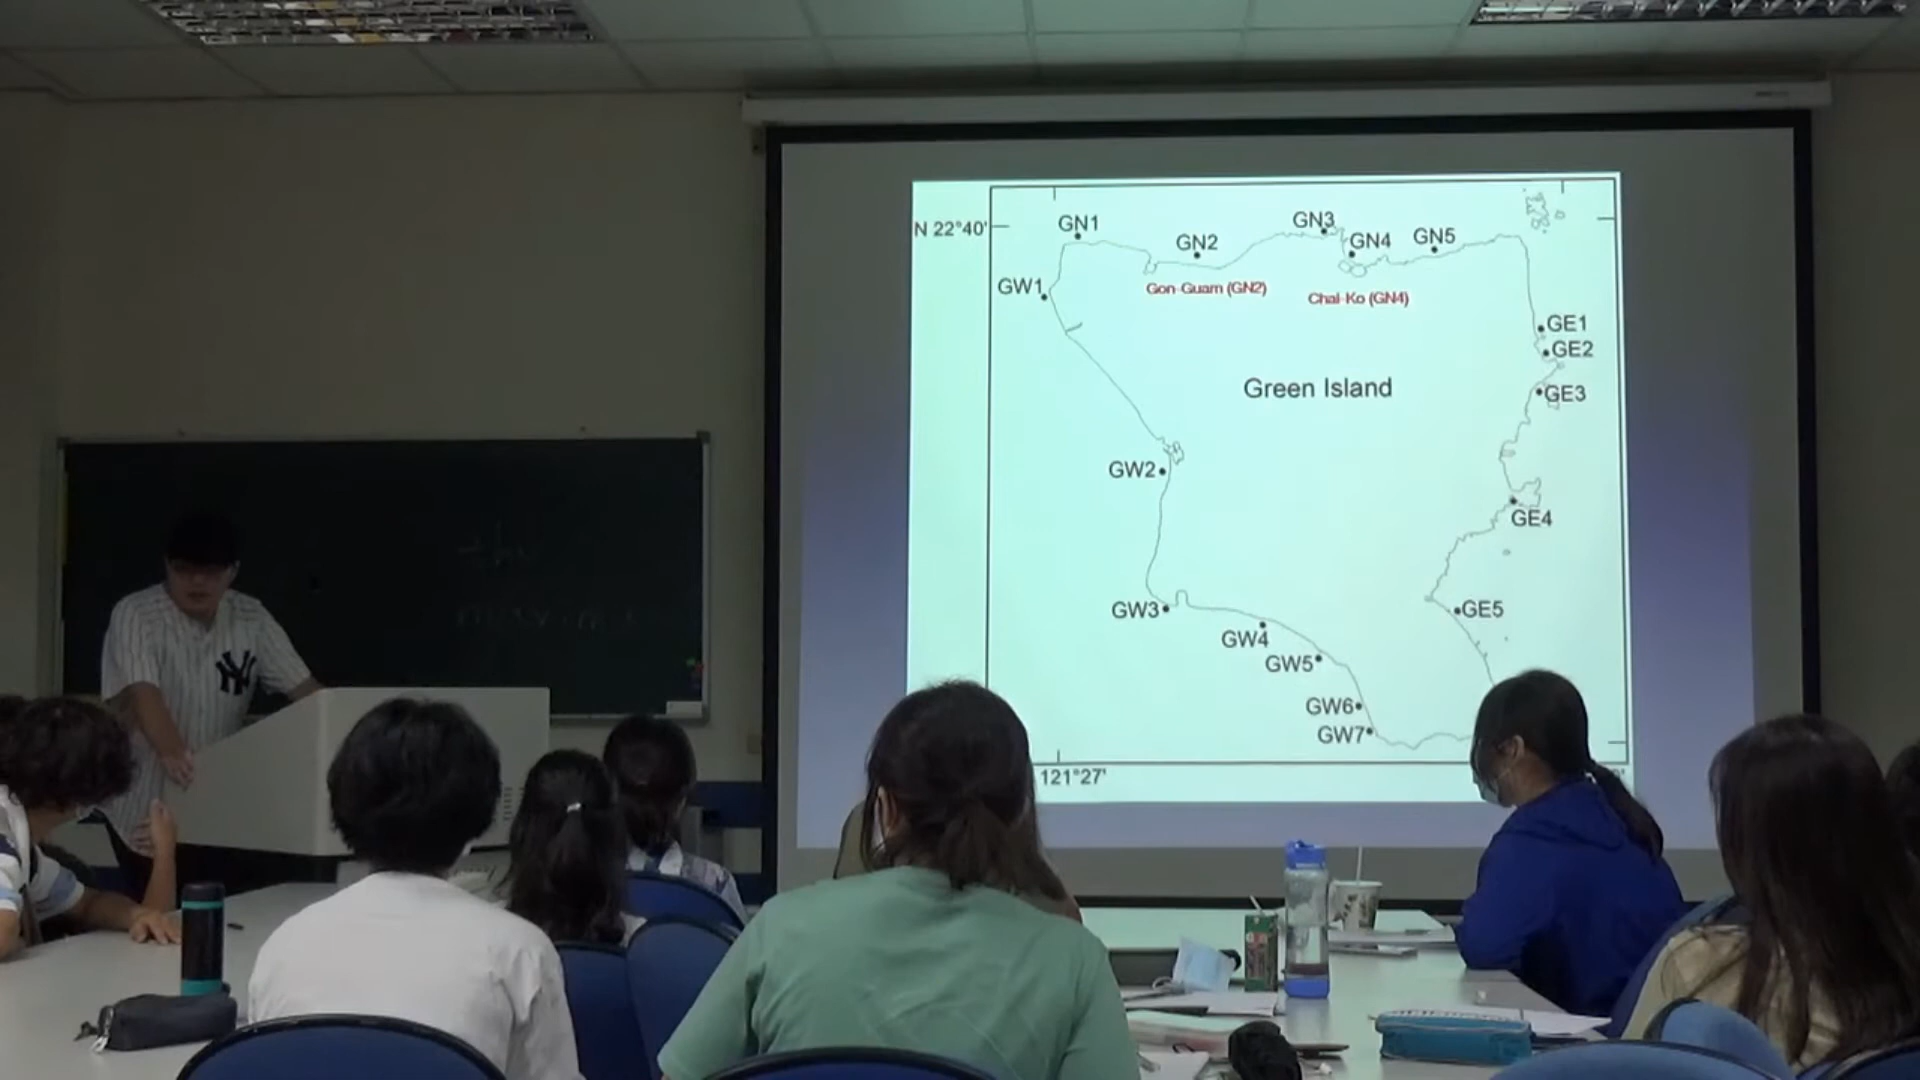 N 22°40'
GN1
GN2
GN3
GN4
GN5
Gon-Guam (GN2)
Chai-Ko (GN4)
GW1
GE1
GE2
Green Island
GE3
GW2
GE4
GW3
GE5
GW4
GW5
GW6
GW7
121°27'
NY